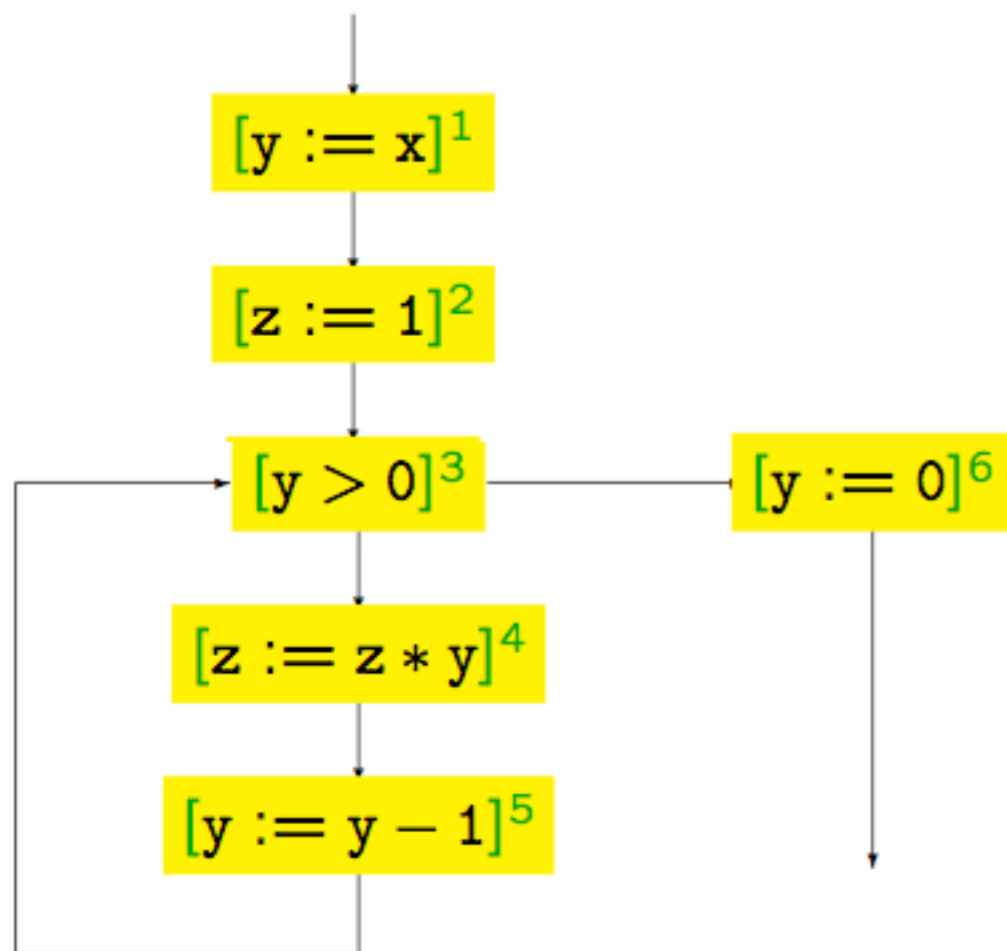 [y := x]¹
[z := 1]²
[y > 0]³
[y := 0]⁶
[z := z * y]⁴
[y := y − 1]⁵